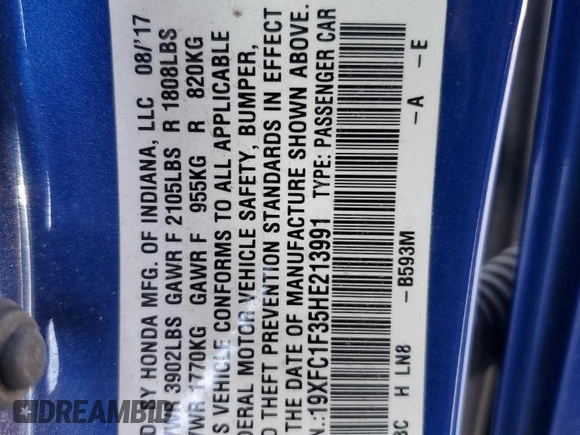 D BY HONDA MFG. OF INDIANA, LLC 08/'17
3902LBS GAWR F 2105LBS R 1808LBS
1770KG GAWR F 955KG R 820KG
S VEHICLE CONFORMS TO ALL APPLICABLE
DERAL MOTOR VEHICLE SAFETY, BUMPER,
D THEFT PREVENTION STANDARDS IN EFFECT
THE DATE OF MANUFACTURE SHOWN ABOVE.
N.:19XFC1F35HE213991 TYPE: PASSENGER CAR
C H LN8 -B593M -A -E
DREAMBID